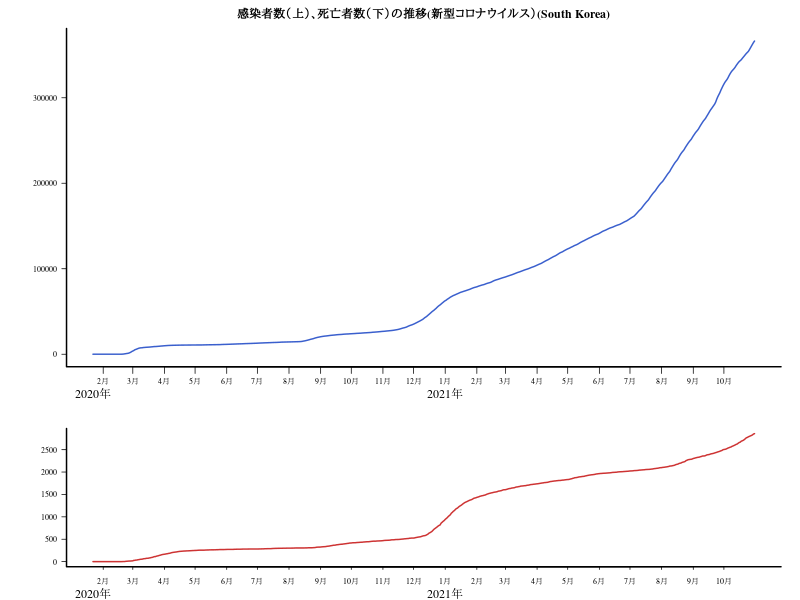 感染者数（上）、死亡者数（下）の推移(新型コロナウイルス）(South Korea)
300000
200000
100000
0
2月 3月 4月 5月 6月 7月 8月 9月 10月 11月 12月 1月 2月 3月 4月 5月 6月 7月 8月 9月 10月
2020年 2021年
2500
2000
1500
1000
500
0
2月 3月 4月 5月 6月 7月 8月 9月 10月 11月 12月 1月 2月 3月 4月 5月 6月 7月 8月 9月 10月
2020年 2021年